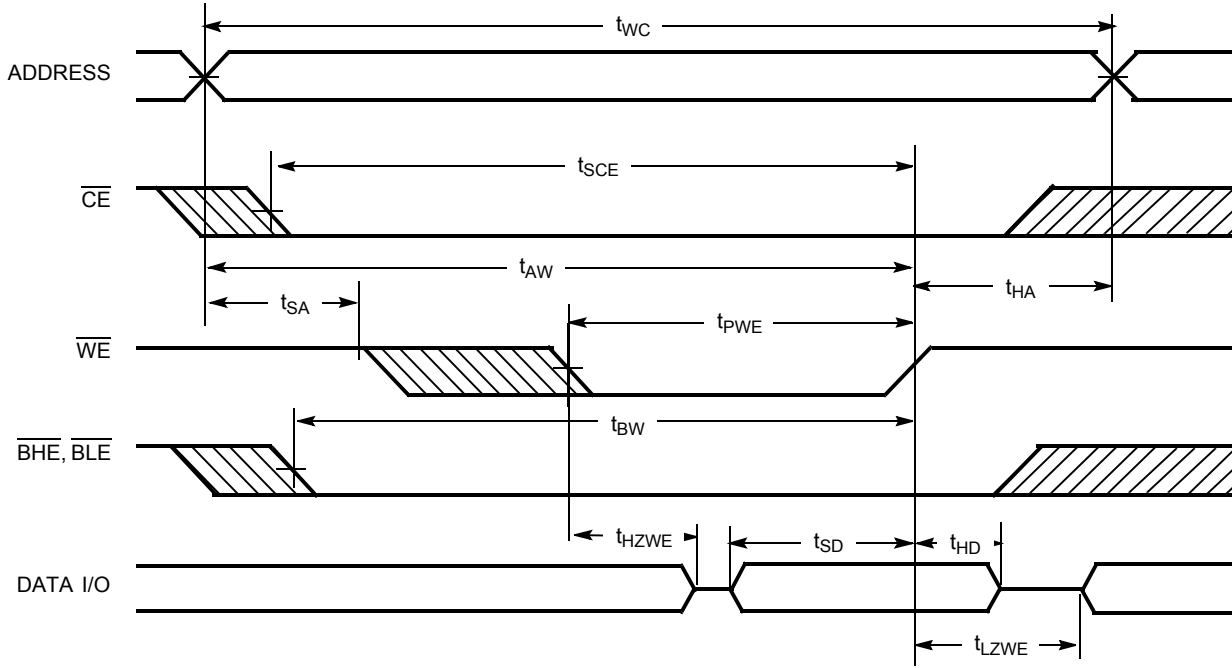 tWC
ADDRESS
tSCE
CE
tAW
tHA
tSA
tPWE
WE
tBW
BHE, BLE
tHZWE
tSD
tHD
DATA I/O
tLZWE